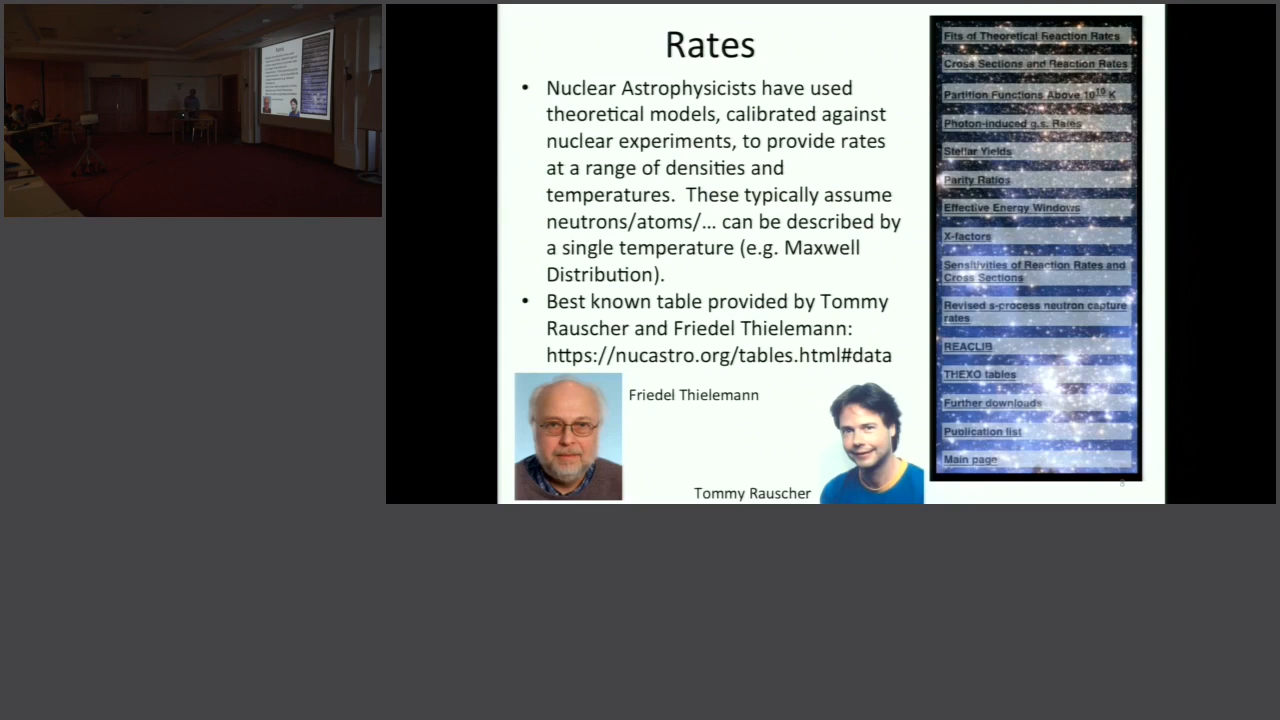 Rates
• Nuclear Astrophysicists have used
theoretical models, calibrated against
nuclear experiments, to provide rates
at a range of densities and
temperatures. These typically assume
neutrons/atoms/... can be described by
a single temperature (e.g. Maxwell
Distribution).
• Best known table provided by Tommy
Rauscher and Friedel Thielemann:
https://nucastro.org/tables.html#data
Friedel Thielemann
Tommy Rauscher
Fits of Theoretical Reaction Rates
Cross Sections and Reaction Rates
Partition Functions Above 10¹⁰ K
Photon-induced g.s. Rates
Stellar Yields
Parity Ratios
Effective Energy Windows
X-factors
Sensitivities of Reaction Rates and
Cross Sections
Revised s-process neutron capture
rates
REACLIB
THEXO tables
Further downloads
Publication list
Main page
8